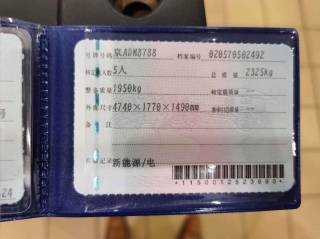 号牌号码 京ADM8788 档案编号 020570502492
核定载人数 5人 总质量 2325kg
整备质量 1950kg 核定载质量 --
外廓尺寸 4740×1770×1490mm 准牵引总质量 --
备注
检验记录 新能源/电